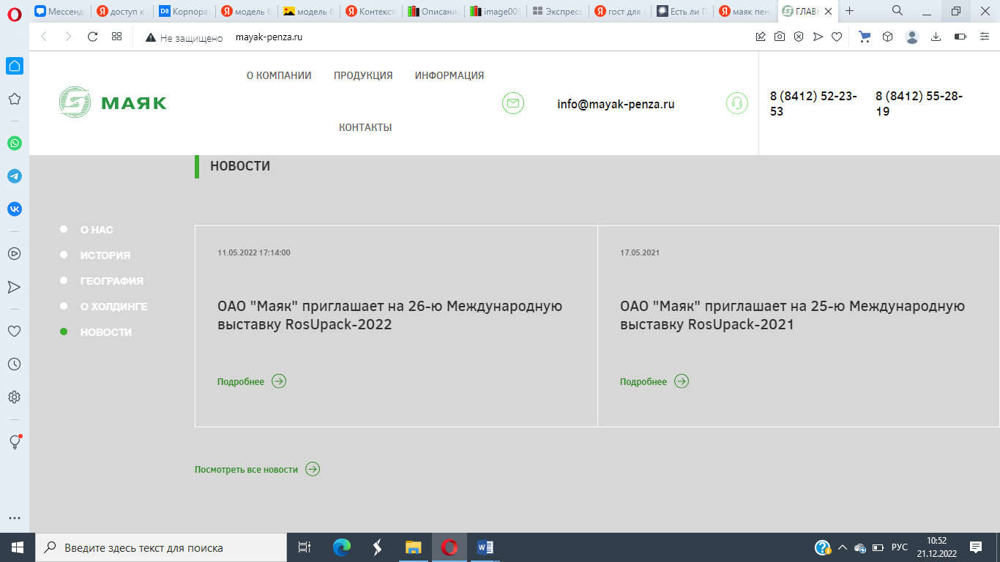 Мессенд
доступ к
Корпорат
модель б
модель б
Контекст
Описани
image003
Экспресс
гост для
Есть ли Г
маяк пен
ГЛАВН
Не защищено mayak-penza.ru
О КОМПАНИИ ПРОДУКЦИЯ ИНФОРМАЦИЯ
КОНТАКТЫ
МАЯК
info@mayak-penza.ru
8 (8412) 52-23-
53
8 (8412) 55-28-
19
НОВОСТИ
О НАС
ИСТОРИЯ
ГЕОГРАФИЯ
О ХОЛДИНГЕ
НОВОСТИ
11.05.2022 17:14:00
ОАО "Маяк" приглашает на 26-ю Международную
выставку RosUpack-2022
Подробнее
17.05.2021
ОАО "Маяк" приглашает на 25-ю Международную
выставку RosUpack-2021
Подробнее
Посмотреть все новости
Введите здесь текст для поиска
РУС
10:52
21.12.2022